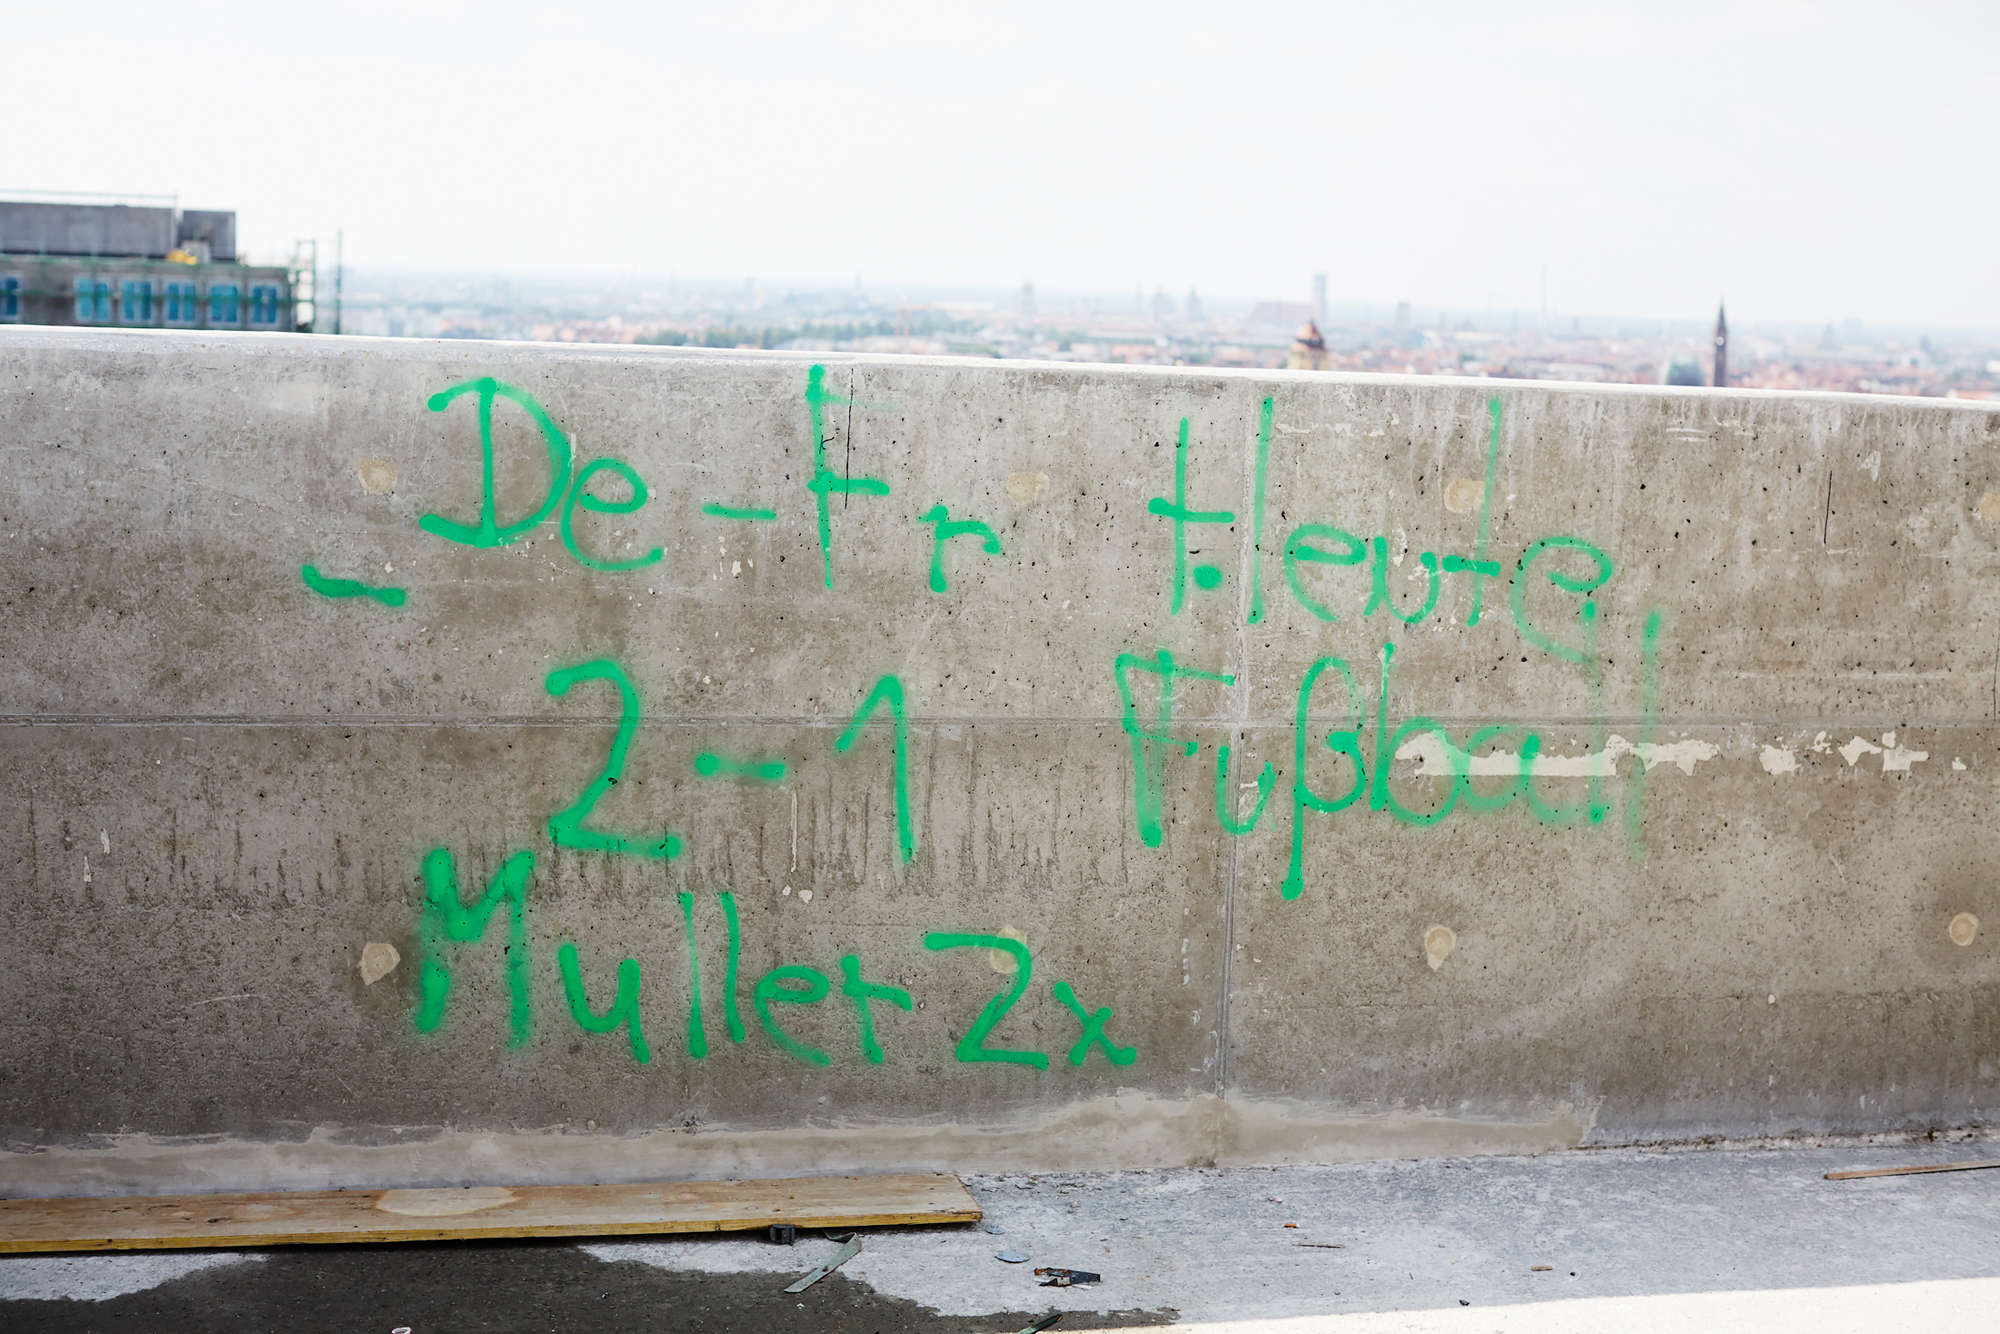 De - Fr Heute
2 - 1 Fußball
Muller 2x